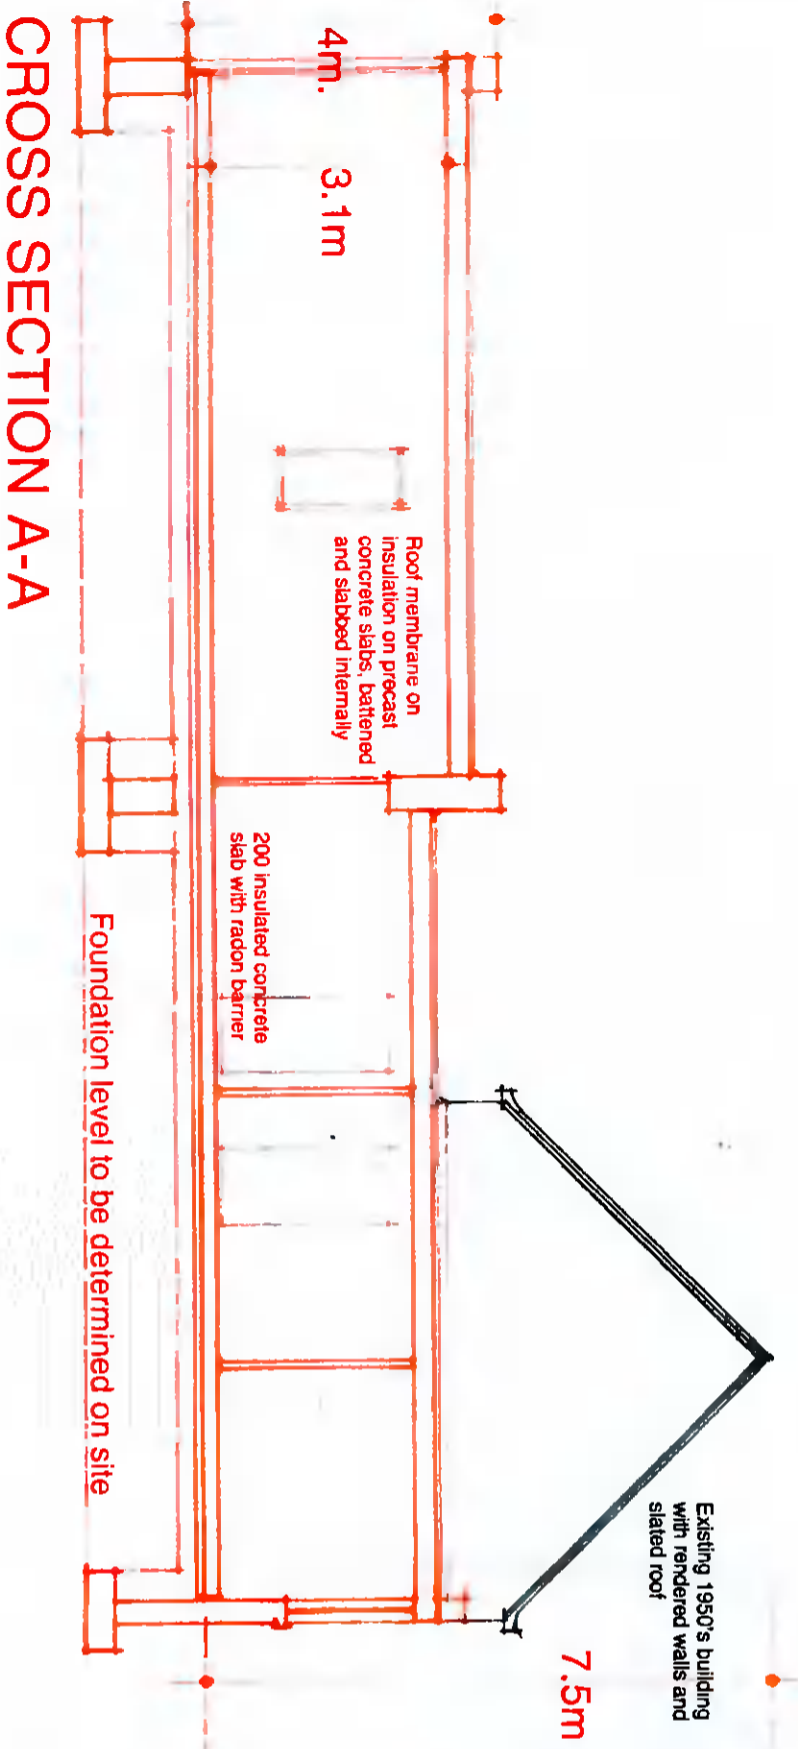 Existing 1950's building
with rendered walls and
slated roof
7.5m
4m.
3.1m
Roof membrane on
insulation on precast
concrete slabs, battened
and slabbed internally
200 insulated concrete
slab with radon barrier
Foundation level to be determined on site
CROSS SECTION A-A